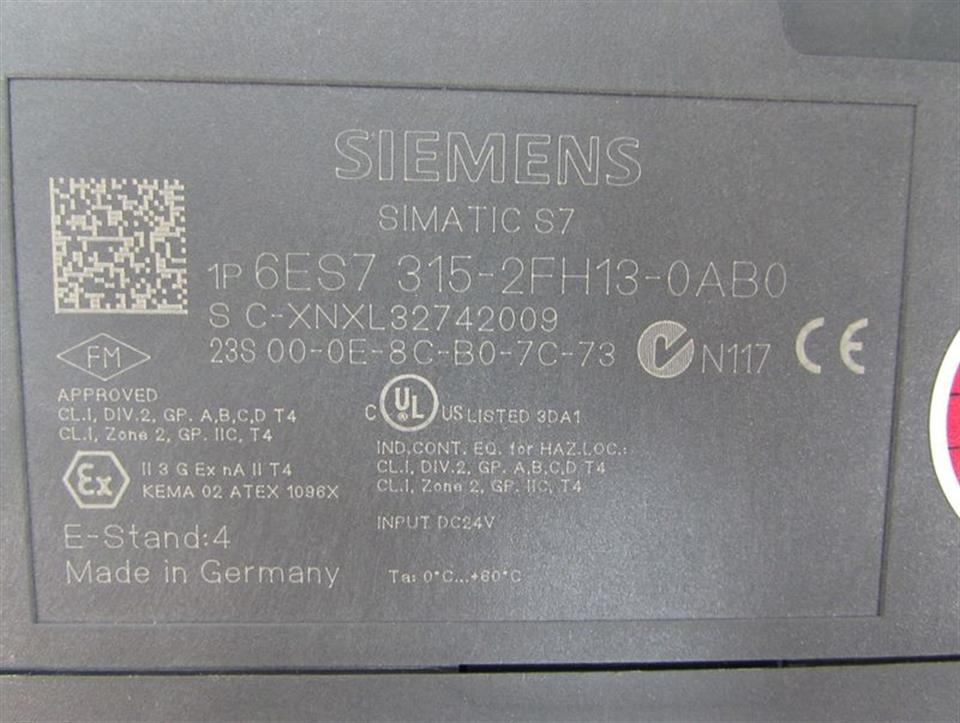 SIEMENS
SIMATIC S7
1P 6ES7 315-2FH13-0AB0
S C-XNXL32742009
23S 00-0E-8C-B0-7C-73
N117 CE
FM
APPROVED
CL.I, DIV.2, GP. A,B,C,D T4
CL.I, Zone 2, GP. IIC, T4
C UL US LISTED 3DA1
IND.CONT. EQ. for HAZ.LOC.:
CL.I, DIV.2, GP. A,B,C,D T4
CL.I, Zone 2, GP. IIC, T4
Ex II 3 G Ex nA II T4
KEMA 02 ATEX 1096X
INPUT DC24V
E-Stand:4
Made in Germany
Ta: 0°C...+60°C